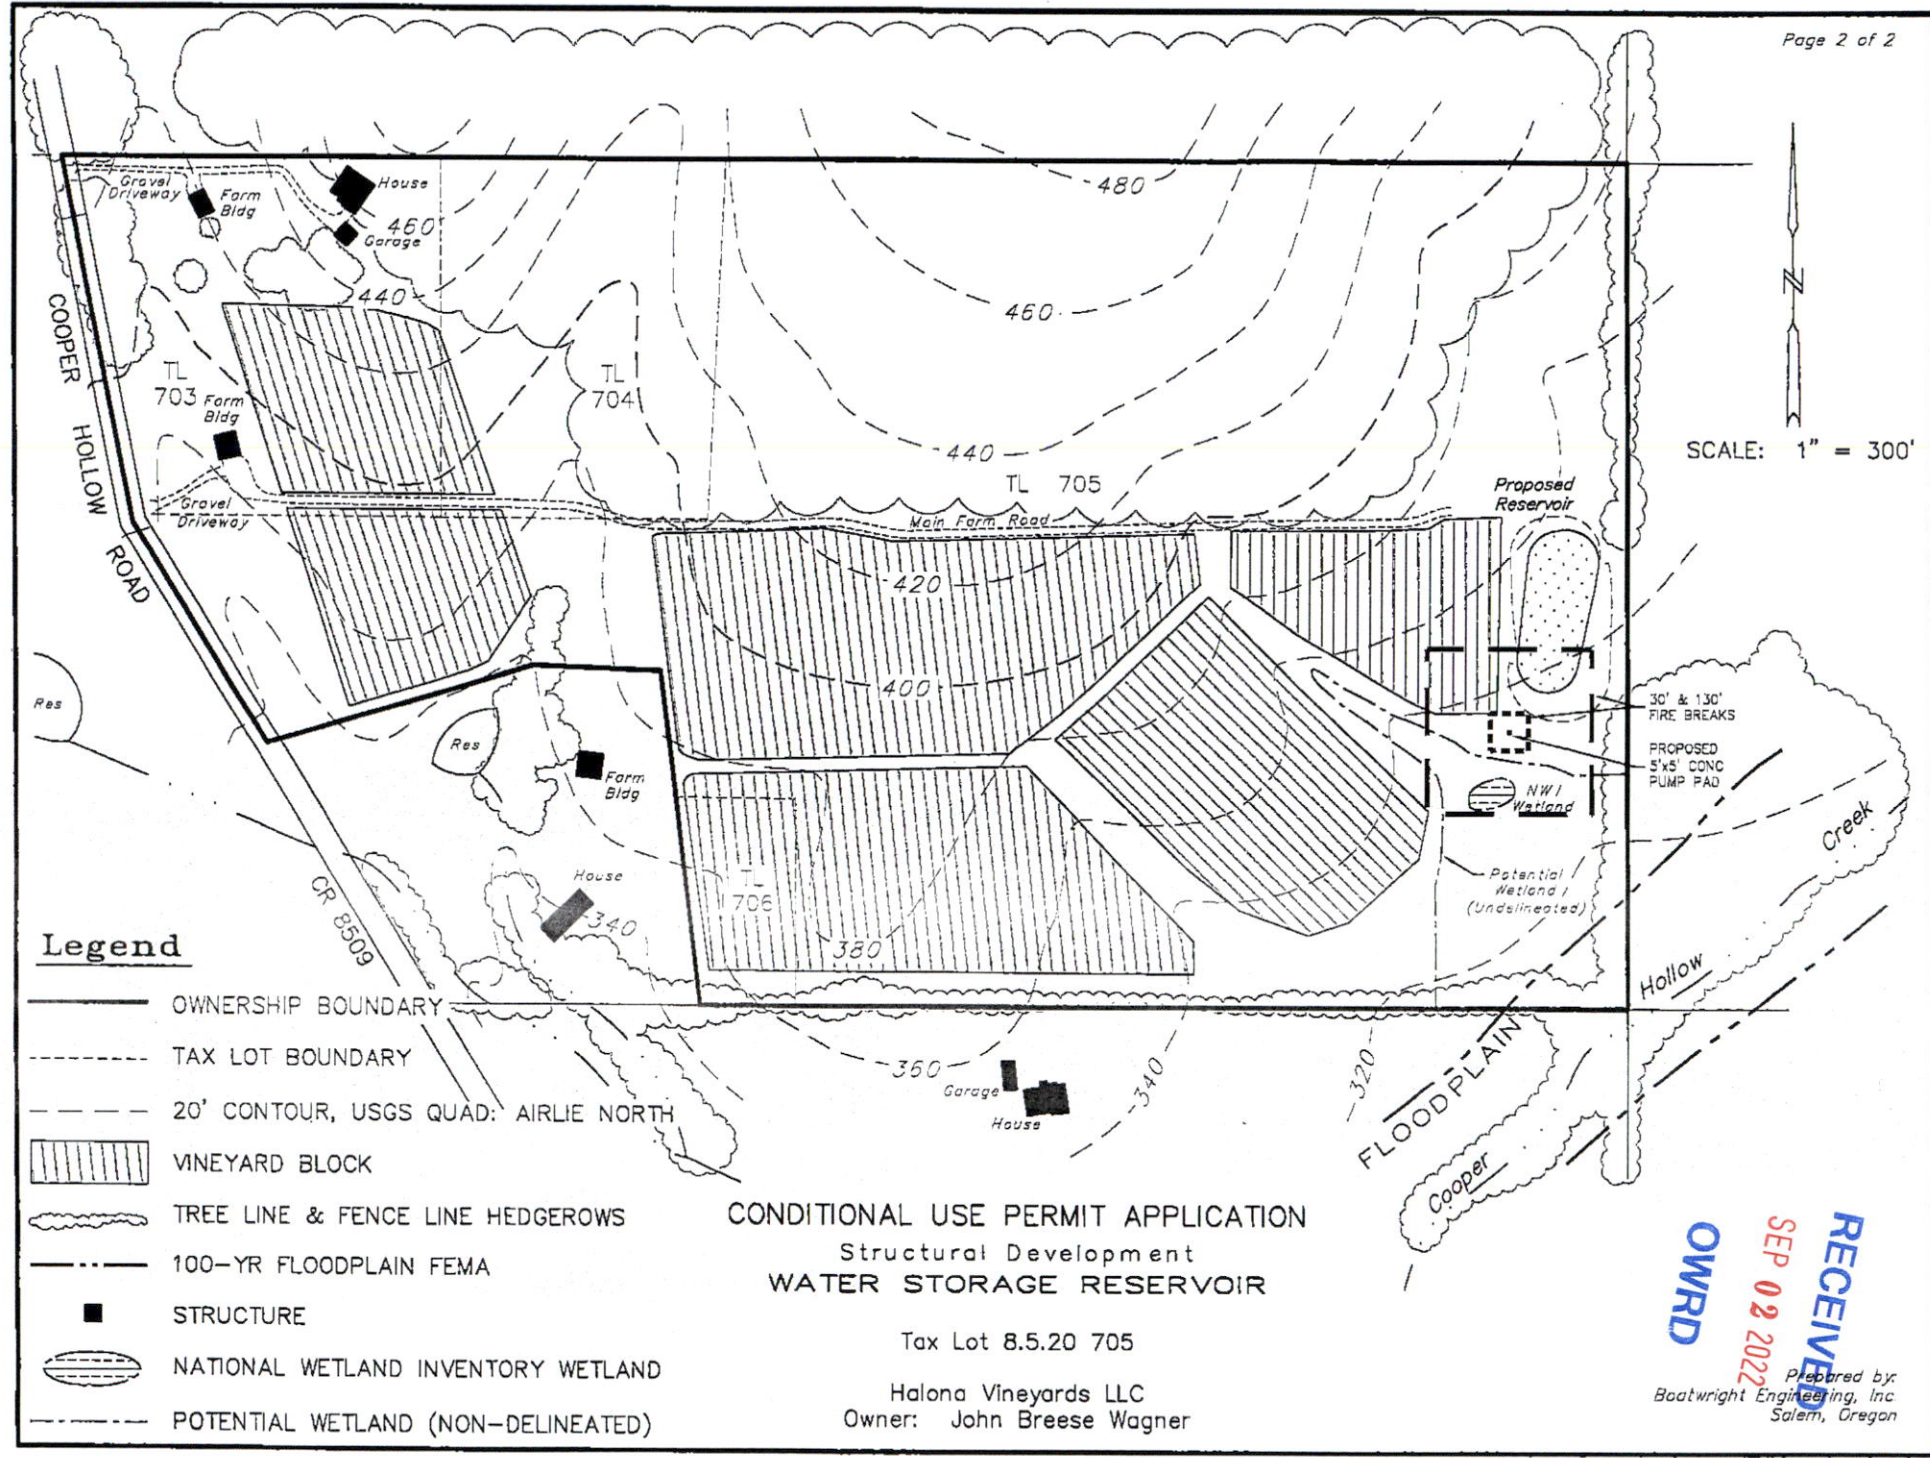 Page 2 of 2
Gravel
Driveway
Farm
Bldg
House
460
Garage
440
480
460
COOPER HOLLOW ROAD
TL
703
Farm
Bldg
TL
704
440
SCALE: 1" = 300'
TL 705
Proposed
Reservoir
Gravel
Driveway
Main Farm Road
420
400
Res
Res
Farm
Bldg
30' & 130'
FIRE BREAKS
PROPOSED
5'x5' CONC
PUMP PAD
NWI
Wetland
Potential
Wetland
(Undelineated)
House
340
TL
706
380
CR 8509
Cooper Hollow Creek
FLOODPLAIN
360
340
320
Garage
House
Legend
OWNERSHIP BOUNDARY
TAX LOT BOUNDARY
20' CONTOUR, USGS QUAD: AIRLIE NORTH
VINEYARD BLOCK
TREE LINE & FENCE LINE HEDGEROWS
100-YR FLOODPLAIN FEMA
STRUCTURE
NATIONAL WETLAND INVENTORY WETLAND
POTENTIAL WETLAND (NON-DELINEATED)
CONDITIONAL USE PERMIT APPLICATION
Structural Development
WATER STORAGE RESERVOIR
Tax Lot 8.5.20 705
Halona Vineyards LLC
Owner: John Breese Wagner
RECEIVED
SEP 02 2022
OWRD
Prepared by:
Boatwright Engineering, Inc.
Salem, Oregon